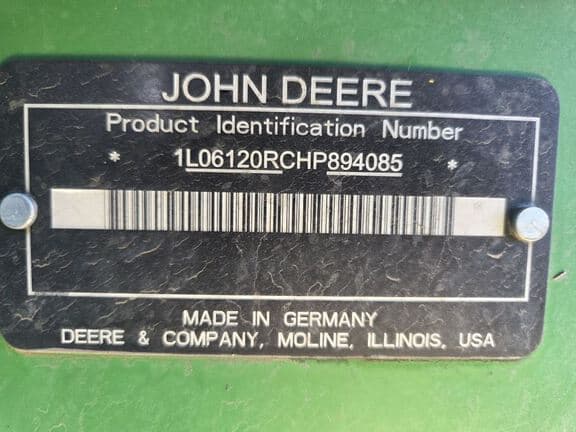 JOHN DEERE
Product Identification Number
* 1L06120RCHP894085 *
MADE IN GERMANY
DEERE & COMPANY, MOLINE, ILLINOIS, USA